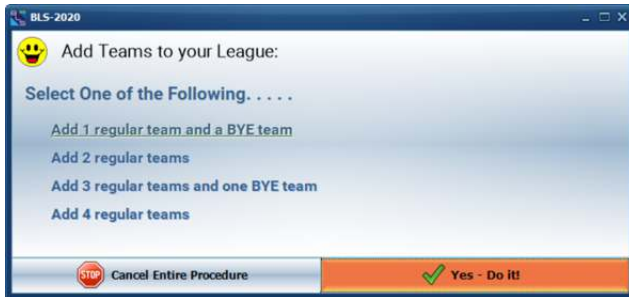 BLS-2020
Add Teams to your League:
Select One of the Following. . . . .
Add 1 regular team and a BYE team
Add 2 regular teams
Add 3 regular teams and one BYE team
Add 4 regular teams
STOP Cancel Entire Procedure
Yes - Do it!